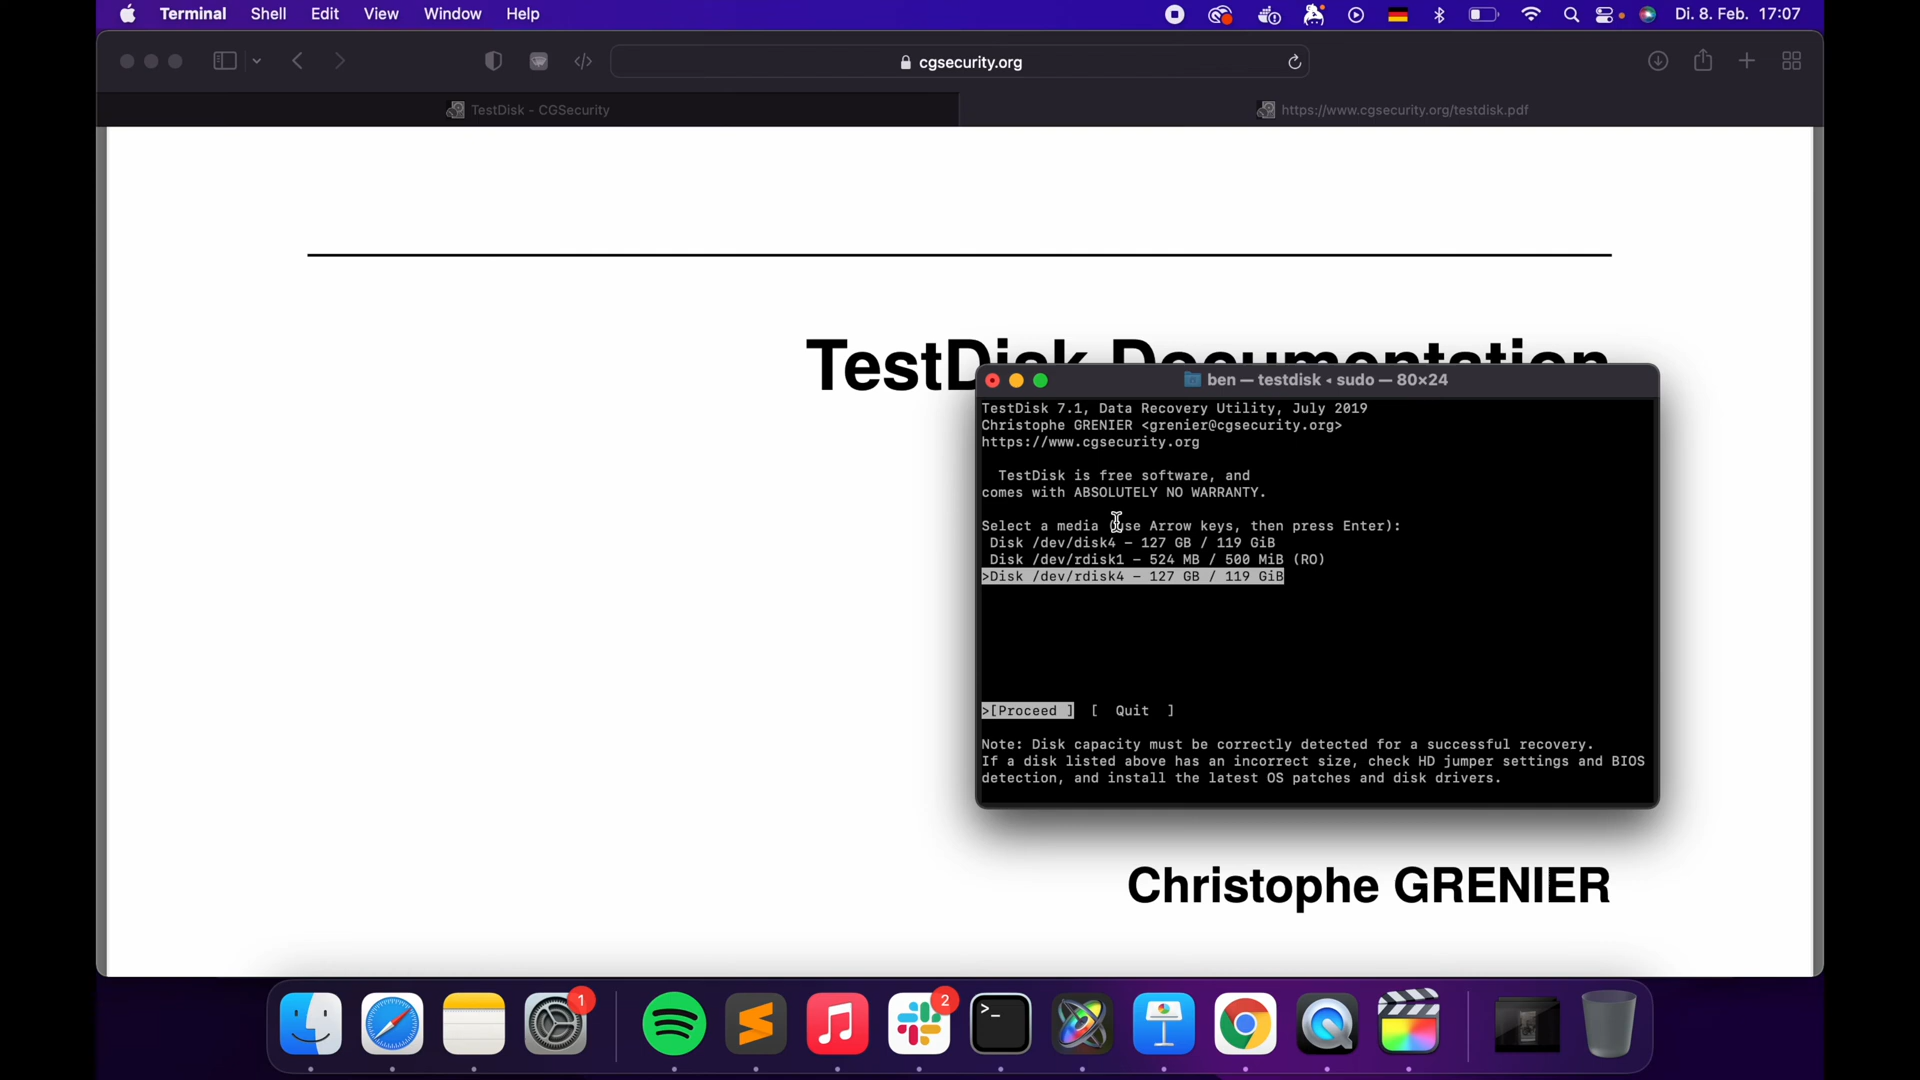 Terminal Shell Edit View Window Help Di. 8. Feb. 17:07
cgsecurity.org
TestDisk - CGSecurity
https://www.cgsecurity.org/testdisk.pdf
TestDisk Documentation
ben — testdisk ◂ sudo — 80×24
TestDisk 7.1, Data Recovery Utility, July 2019
Christophe GRENIER <grenier@cgsecurity.org>
https://www.cgsecurity.org
TestDisk is free software, and
comes with ABSOLUTELY NO WARRANTY.
Select a media (use Arrow keys, then press Enter):
Disk /dev/disk4 - 127 GB / 119 GiB
Disk /dev/rdisk1 - 524 MB / 500 MiB (RO)
>Disk /dev/rdisk4 - 127 GB / 119 GiB
>[Proceed ] [ Quit ]
Note: Disk capacity must be correctly detected for a successful recovery.
If a disk listed above has an incorrect size, check HD jumper settings and BIOS
detection, and install the latest OS patches and disk drivers.
Christophe GRENIER
1
2